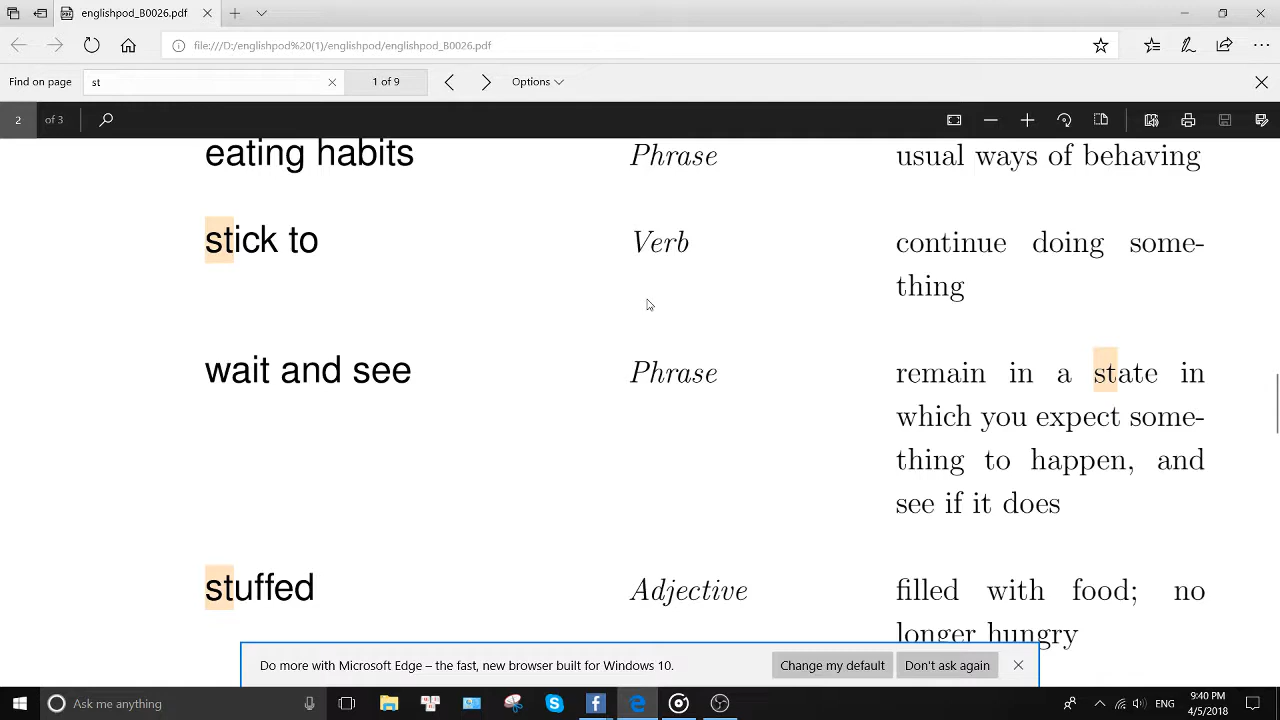 englishpod_B0026.pdf
file:///D:/englishpod%20(1)/englishpod/englishpod_B0026.pdf
Find on page st 1 of 9 Options
2 of 3
eating habits Phrase usual ways of behaving
stick to Verb continue doing some-
thing
wait and see Phrase remain in a state in
which you expect some-
thing to happen, and
see if it does
stuffed Adjective filled with food; no
longer hungry
Do more with Microsoft Edge – the fast, new browser built for Windows 10. Change my default Don't ask again
Ask me anything ENG 9:40 PM
4/5/2018